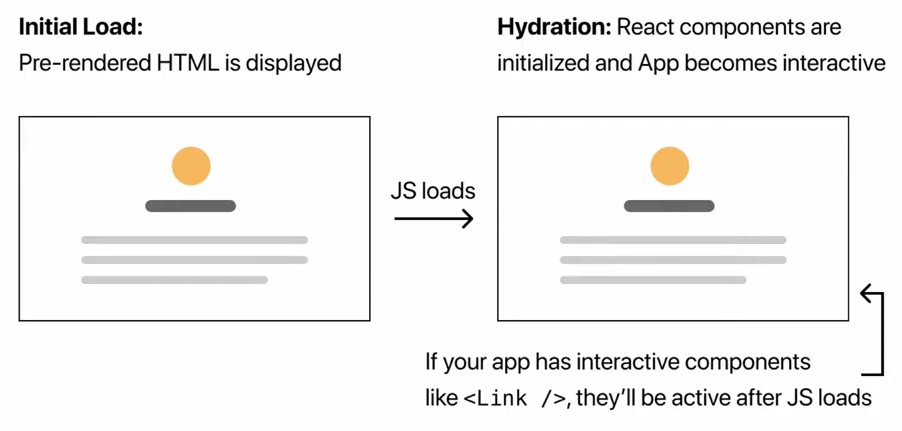 Initial Load:
Pre-rendered HTML is displayed
Hydration: React components are
initialized and App becomes interactive
JS loads
If your app has interactive components
like <Link />, they’ll be active after JS loads